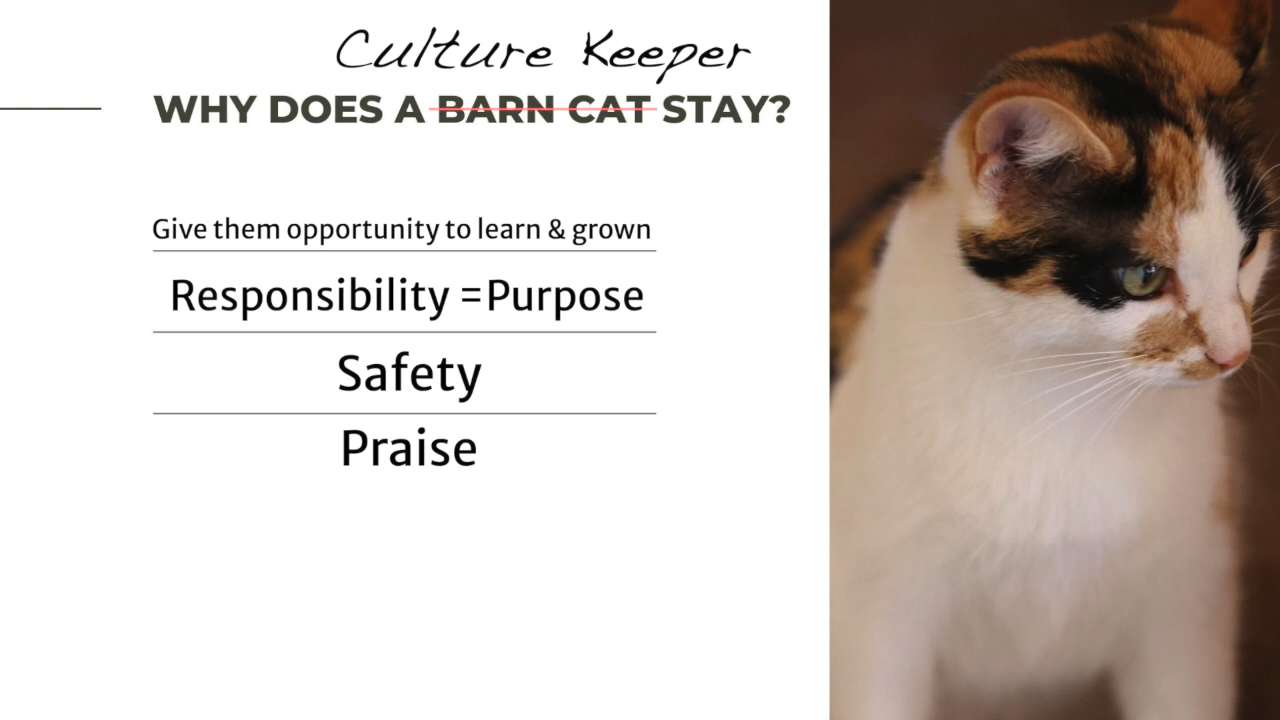 Culture Keeper
WHY DOES A BARN CAT STAY?
Give them opportunity to learn & grown
Responsibility =Purpose
Safety
Praise